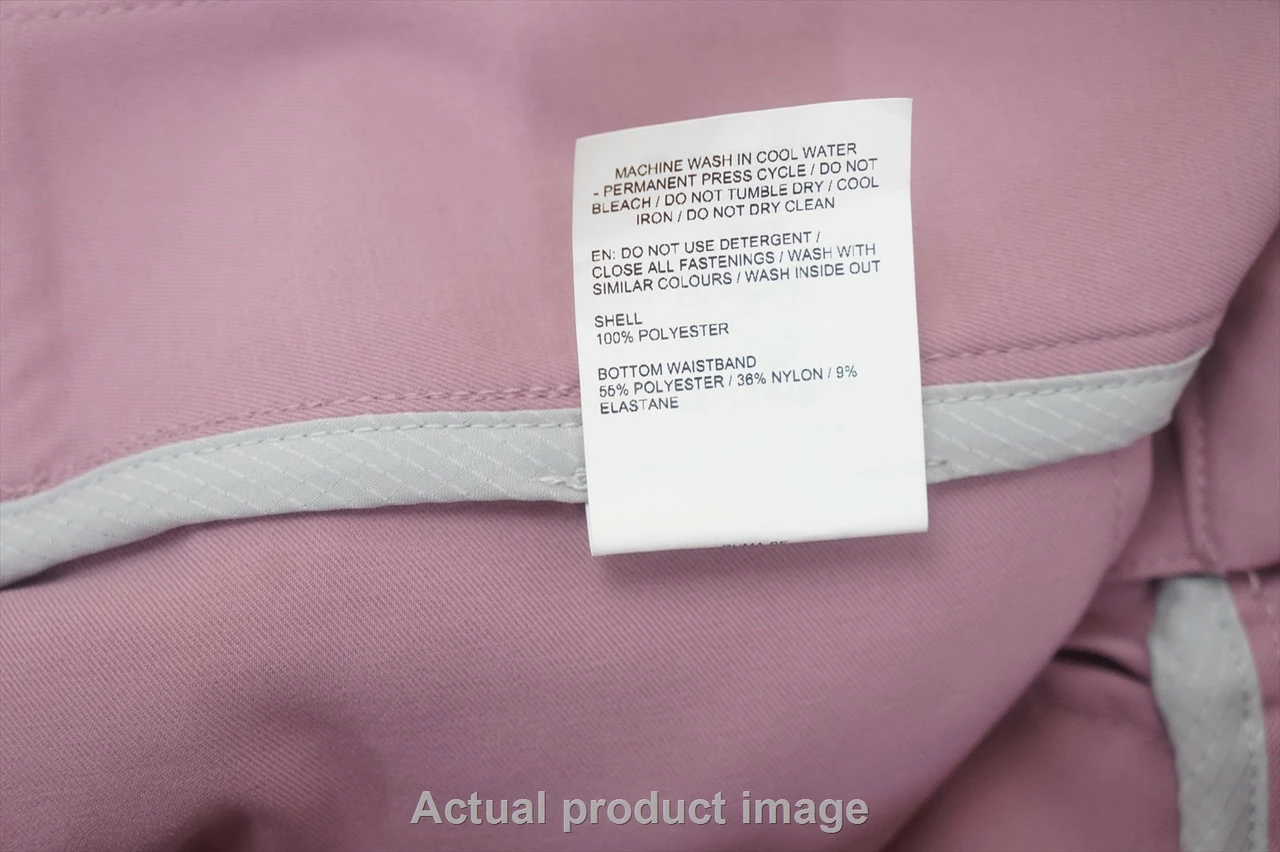 MACHINE WASH IN COOL WATER
- PERMANENT PRESS CYCLE / DO NOT
BLEACH / DO NOT TUMBLE DRY / COOL
IRON / DO NOT DRY CLEAN
EN: DO NOT USE DETERGENT /
CLOSE ALL FASTENINGS / WASH WITH
SIMILAR COLOURS / WASH INSIDE OUT
SHELL
100% POLYESTER
BOTTOM WAISTBAND
55% POLYESTER / 36% NYLON / 9%
ELASTANE
Actual product image